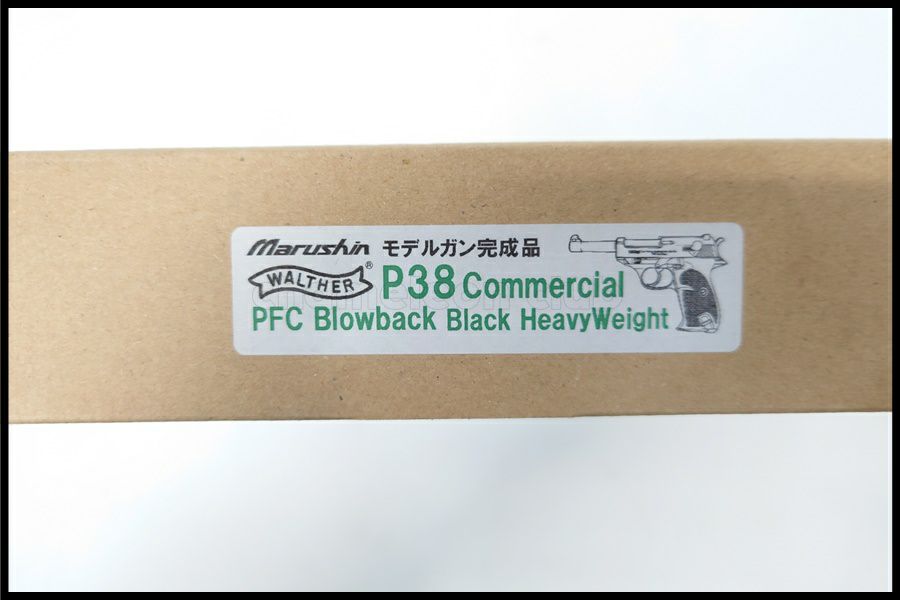 Marushin モデルガン完成品
WALTHER® P38 Commercial
PFC Blowback Black HeavyWeight